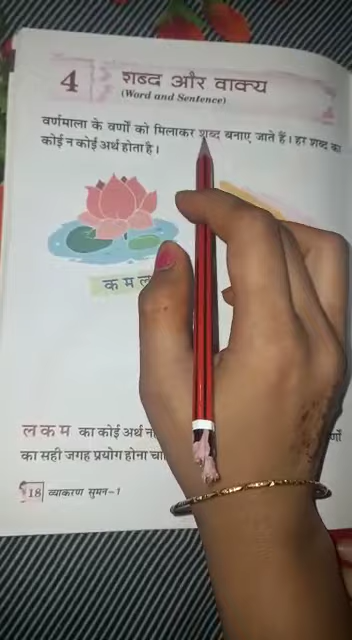 4
शब्द और वाक्य
(Word and Sentence)
वर्णमाला के वर्णों को मिलाकर शब्द बनाए जाते हैं। हर शब्द का
कोई न कोई अर्थ होता है।
क म ल
ल क म का कोई अर्थ
का सही जगह प्रयोग होना
18 व्याकरण सुमन-1